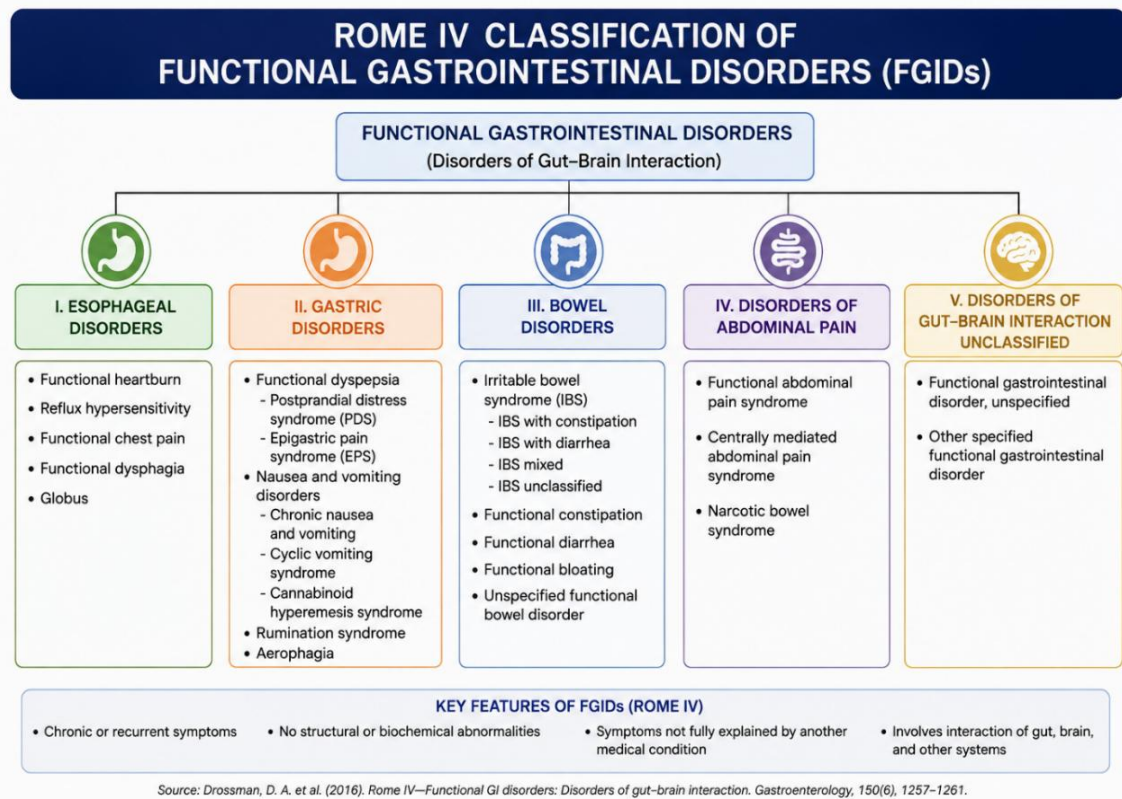 ROME IV CLASSIFICATION OF
FUNCTIONAL GASTROINTESTINAL DISORDERS (FGIDs)
FUNCTIONAL GASTROINTESTINAL DISORDERS
(Disorders of Gut–Brain Interaction)
I. ESOPHAGEAL
DISORDERS
• Functional heartburn
• Reflux hypersensitivity
• Functional chest pain
• Functional dysphagia
• Globus
II. GASTRIC
DISORDERS
• Functional dyspepsia
- Postprandial distress
syndrome (PDS)
- Epigastric pain
syndrome (EPS)
• Nausea and vomiting
disorders
- Chronic nausea
and vomiting
- Cyclic vomiting
syndrome
- Cannabinoid
hyperemesis syndrome
• Rumination syndrome
• Aerophagia
III. BOWEL
DISORDERS
• Irritable bowel
syndrome (IBS)
- IBS with constipation
- IBS with diarrhea
- IBS mixed
- IBS unclassified
• Functional constipation
• Functional diarrhea
• Functional bloating
• Unspecified functional
bowel disorder
IV. DISORDERS OF
ABDOMINAL PAIN
• Functional abdominal
pain syndrome
• Centrally mediated
abdominal pain
syndrome
• Narcotic bowel
syndrome
V. DISORDERS OF
GUT–BRAIN INTERACTION
UNCLASSIFIED
• Functional gastrointestinal
disorder, unspecified
• Other specified
functional gastrointestinal
disorder
KEY FEATURES OF FGIDs (ROME IV)
• Chronic or recurrent symptoms
• No structural or biochemical abnormalities
• Symptoms not fully explained by another
medical condition
• Involves interaction of gut, brain,
and other systems
Source: Drossman, D. A. et al. (2016). Rome IV—Functional GI disorders: Disorders of gut–brain interaction. Gastroenterology, 150(6), 1257–1261.